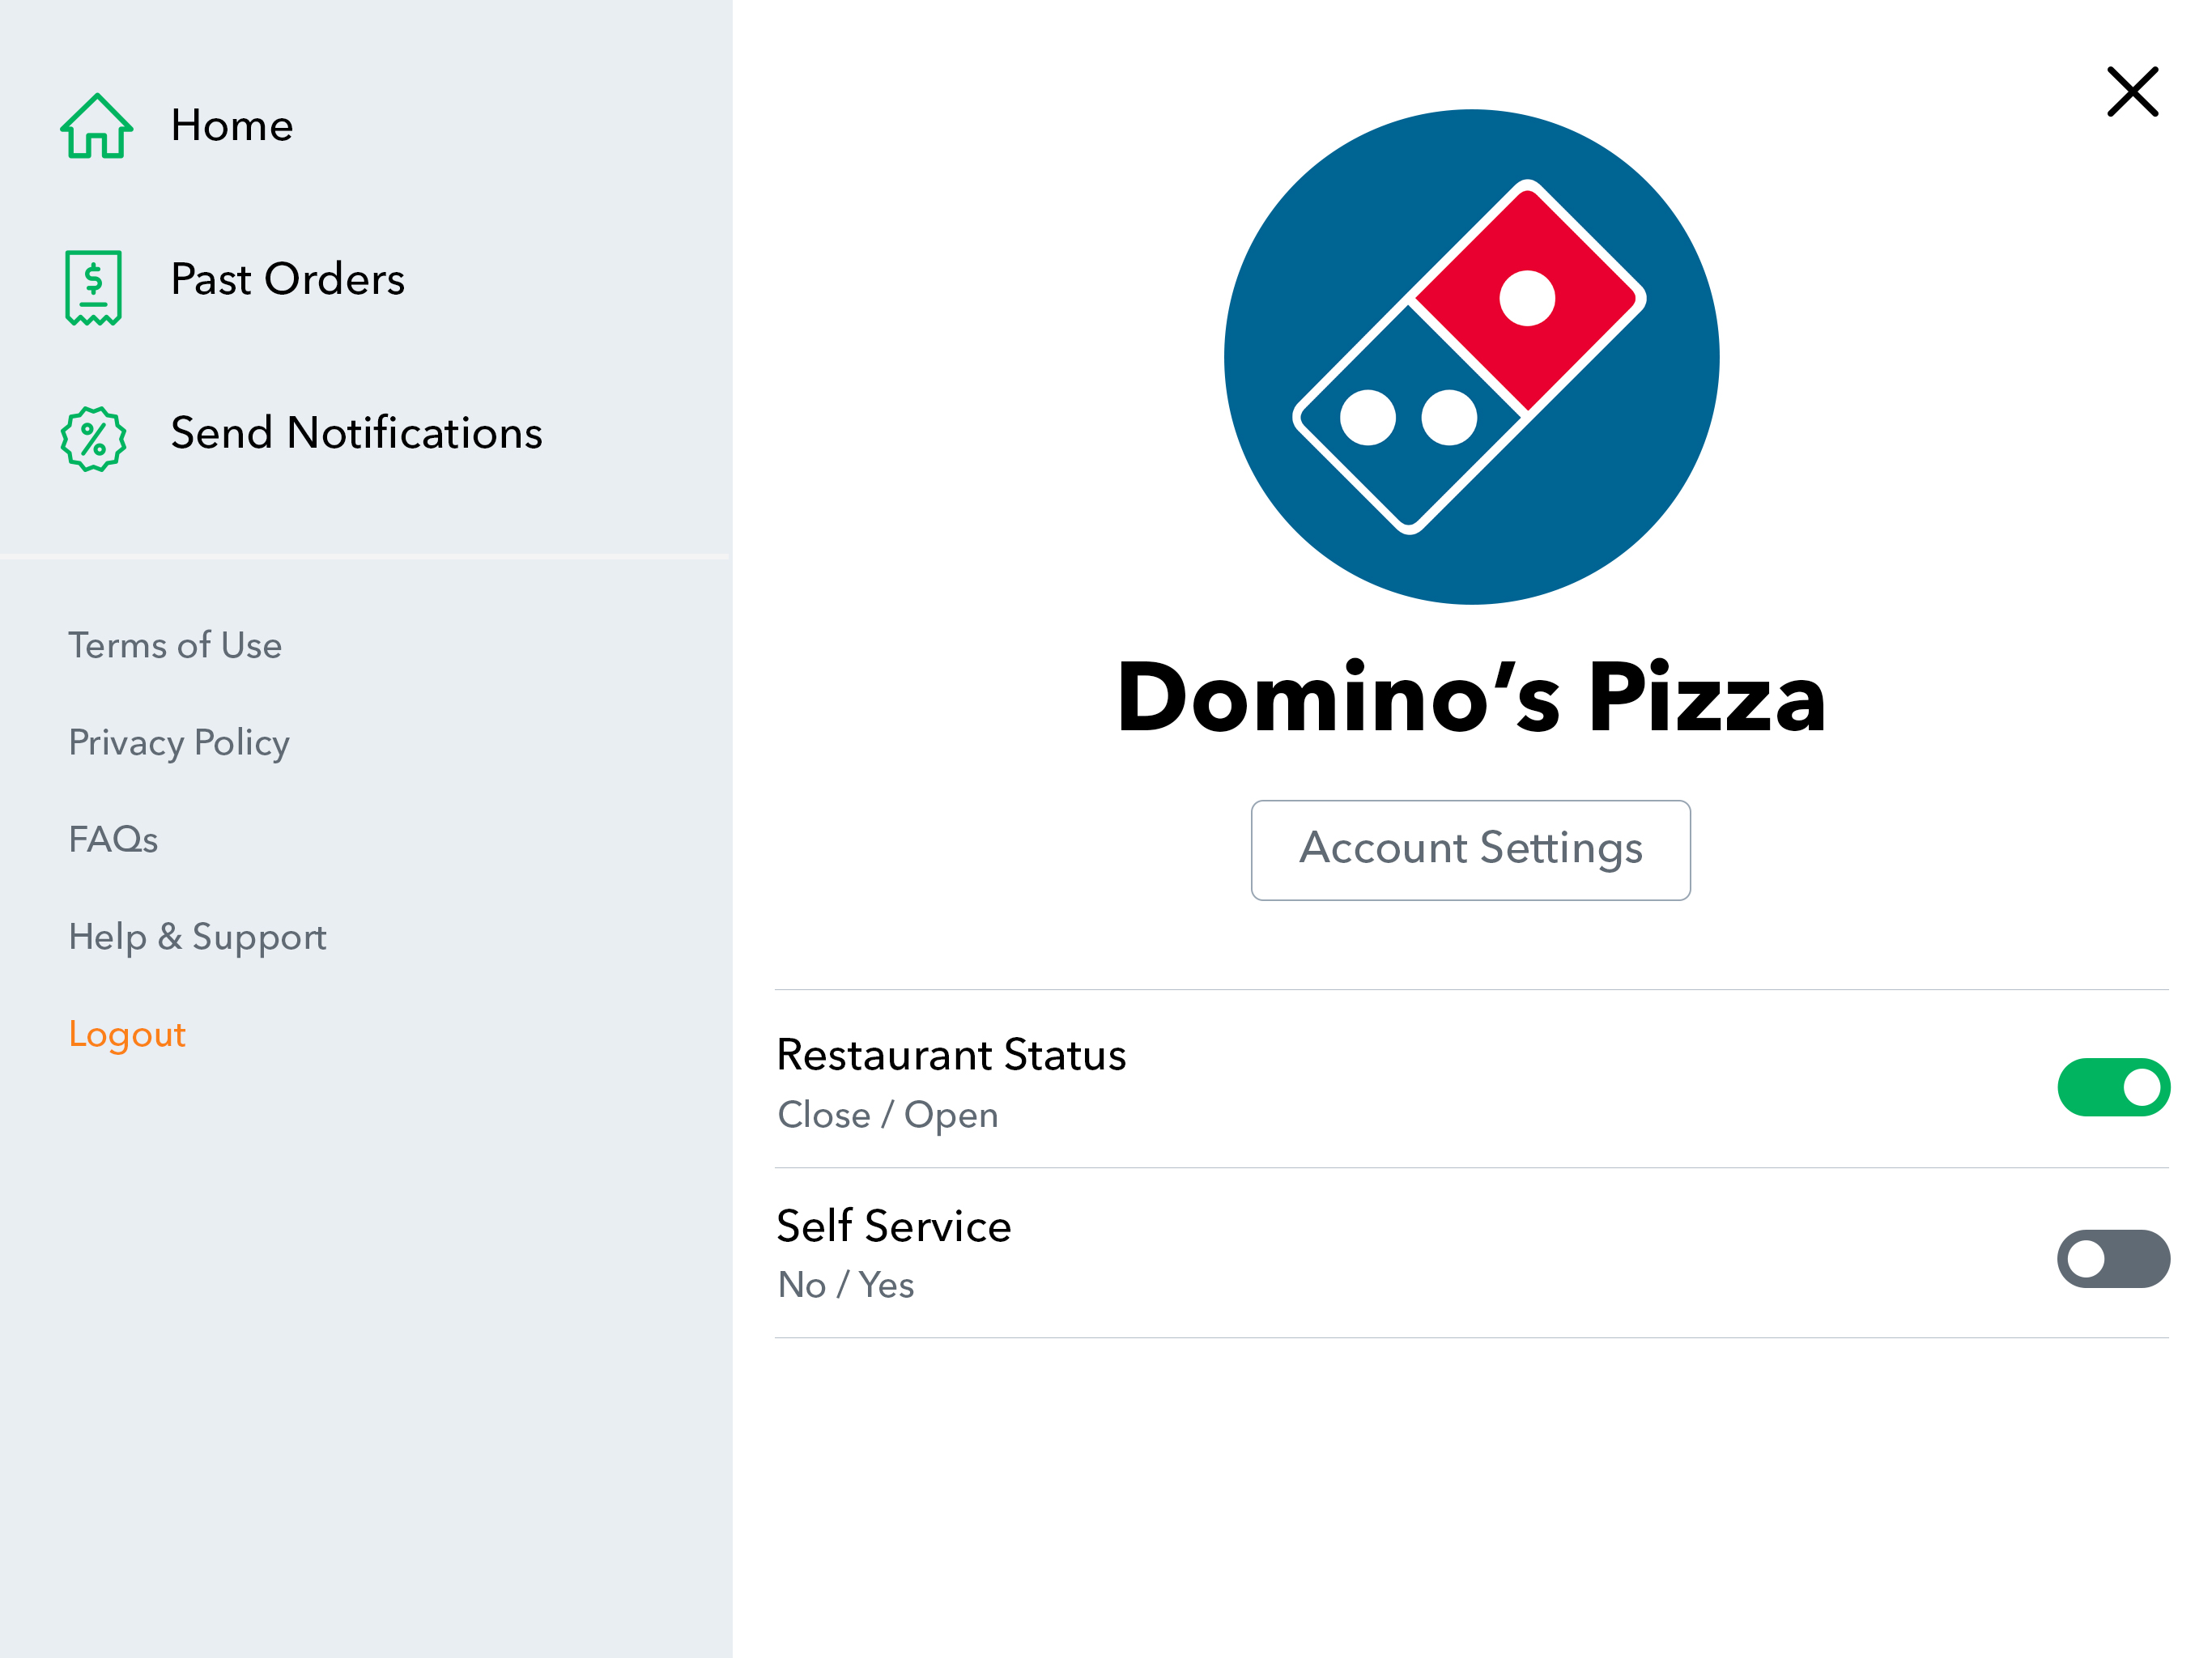 Home
Past Orders
Send Notifications
Terms of Use
Privacy Policy
FAQs
Help & Support
Logout
Domino’s Pizza
Account Settings
Restaurant Status
Close / Open
Self Service
No / Yes